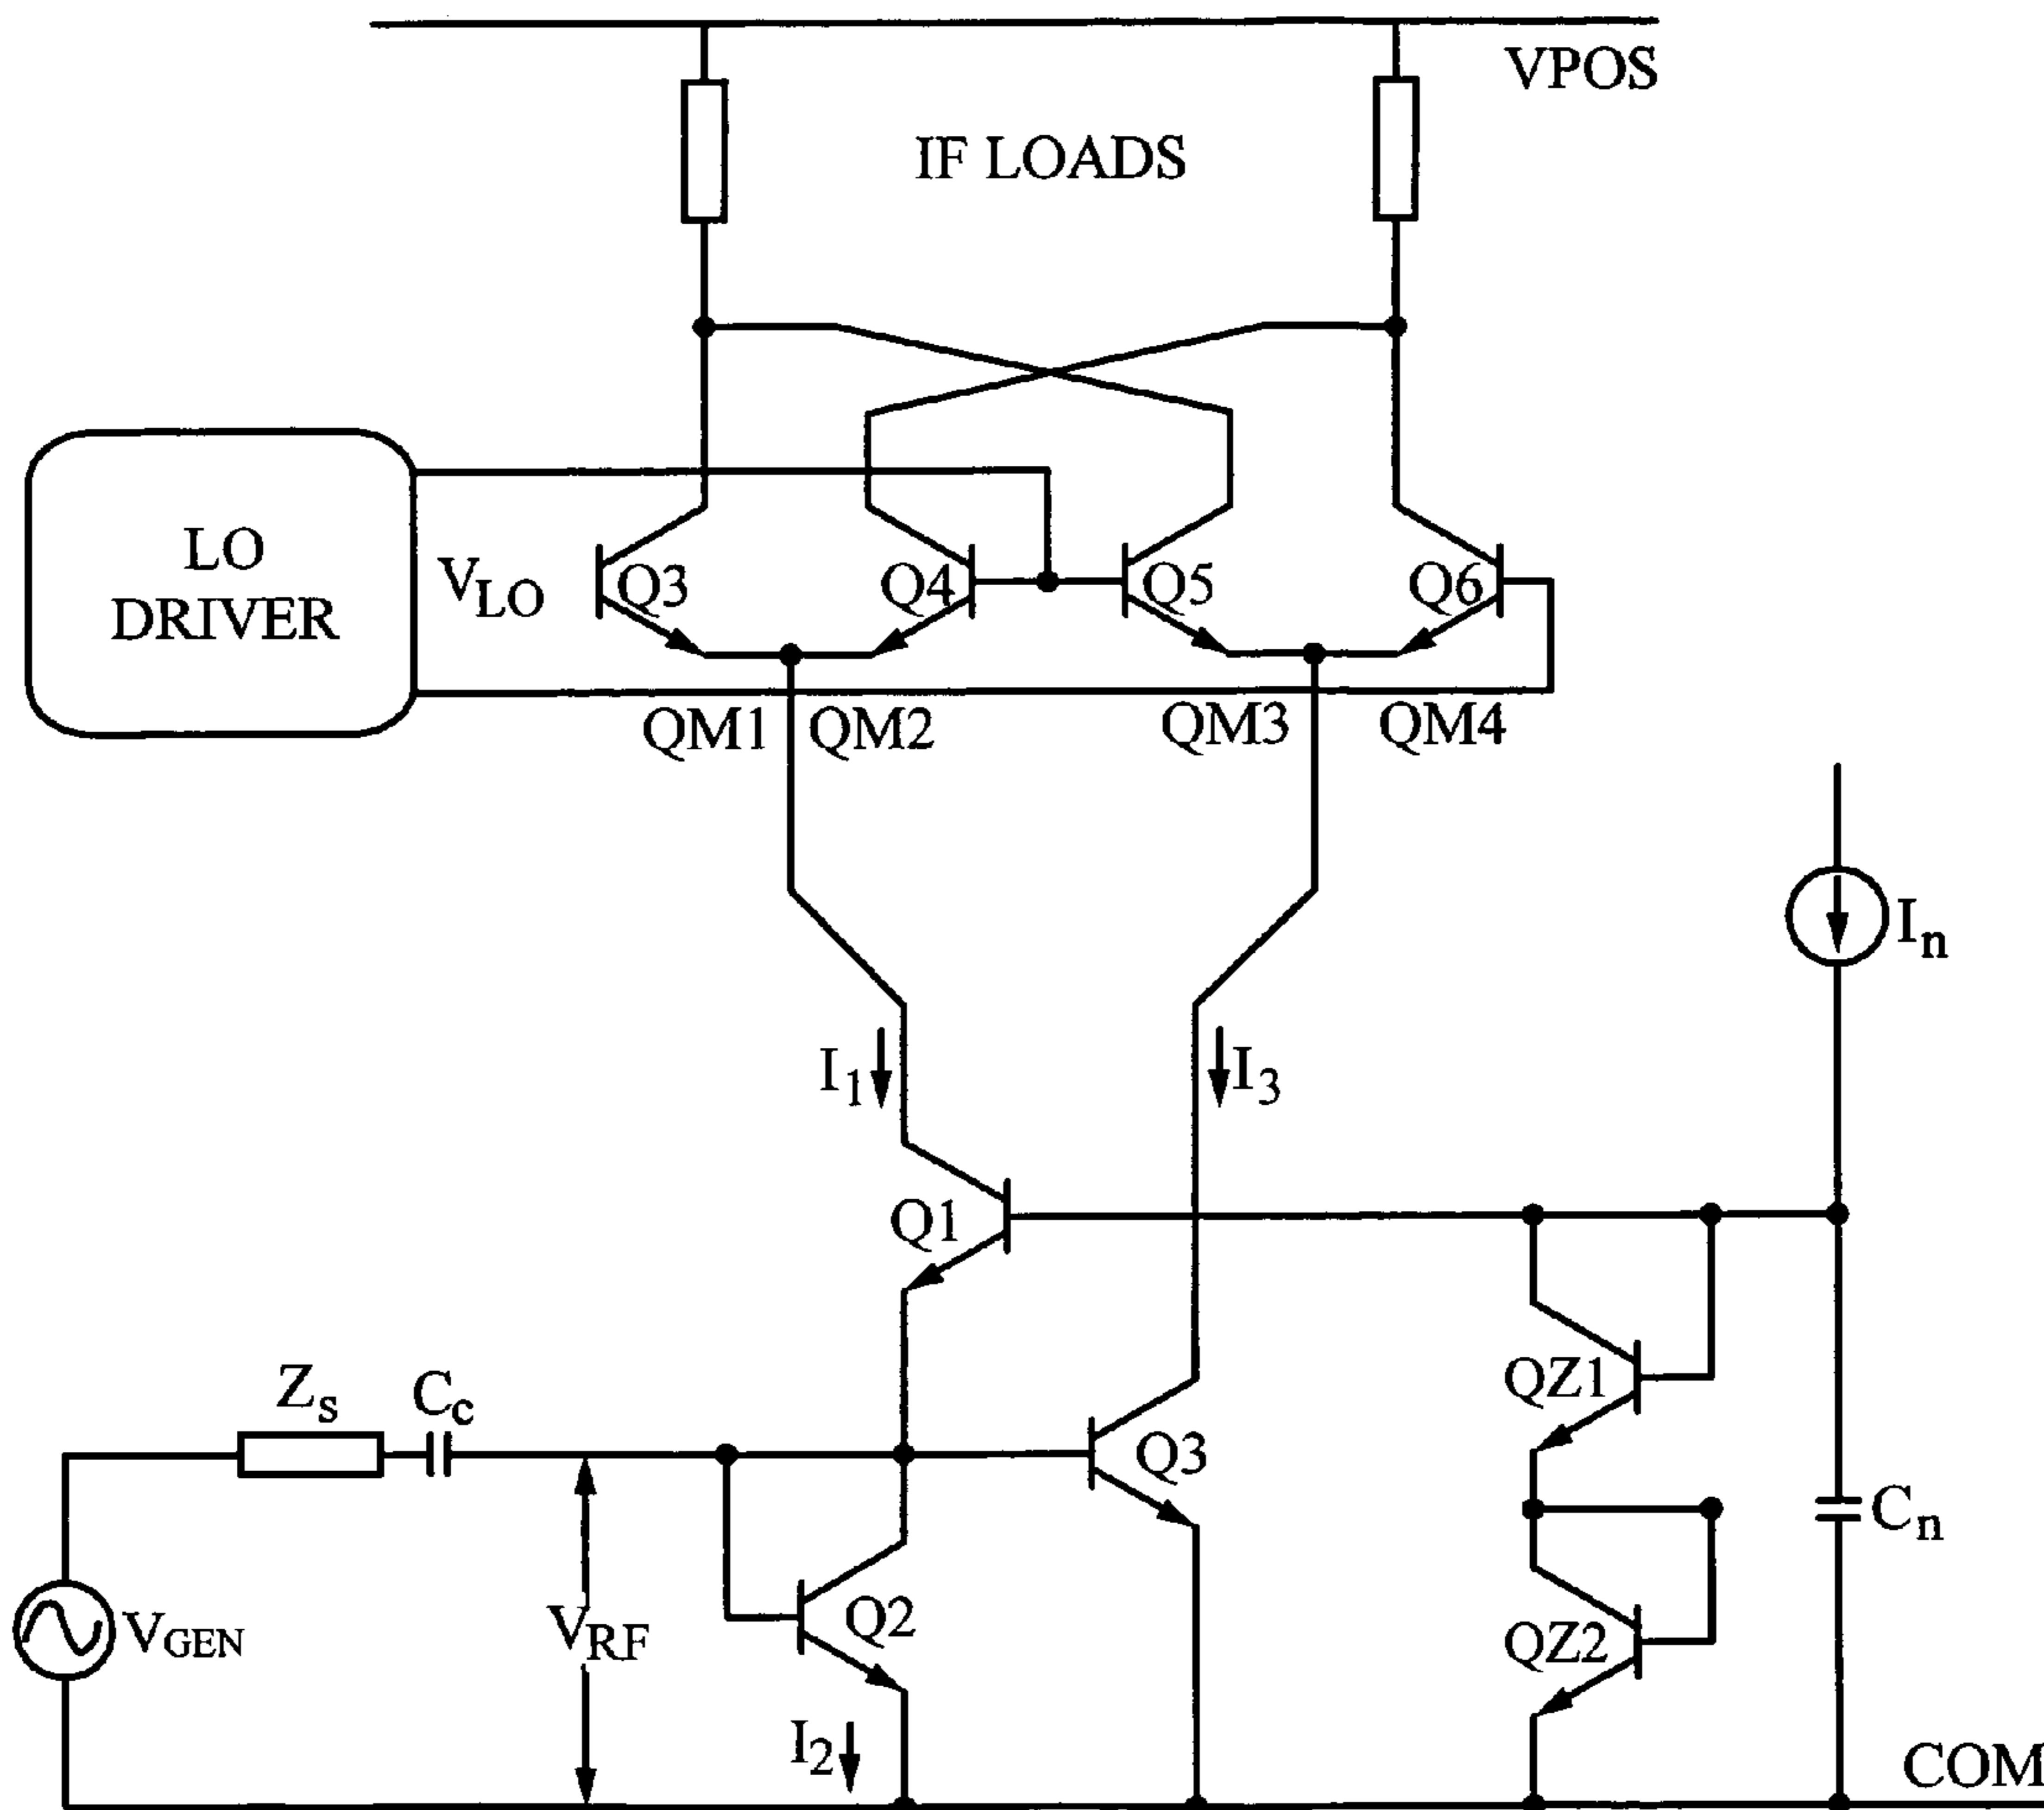 VPOS
IF LOADS
LO
DRIVER
VLO
Q3
Q4
Q5
Q6
QM1
QM2
QM3
QM4
In
I1
I3
Q1
Zs
Cc
Q3
QZ1
Cn
VGEN
VRF
Q2
QZ2
I2
COM